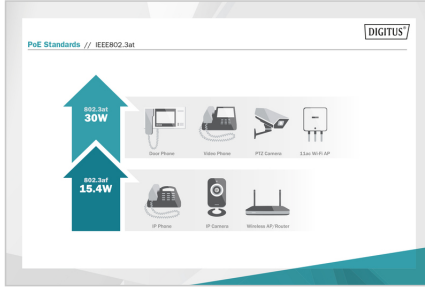 DIGITUS®
PoE Standards // IEEE802.3at
802.3at
30W
Door Phone Video Phone PTZ Camera 11ac Wi Fi AP
802.3af
15.4W
IP Phone IP Camera Wireless AP/Router